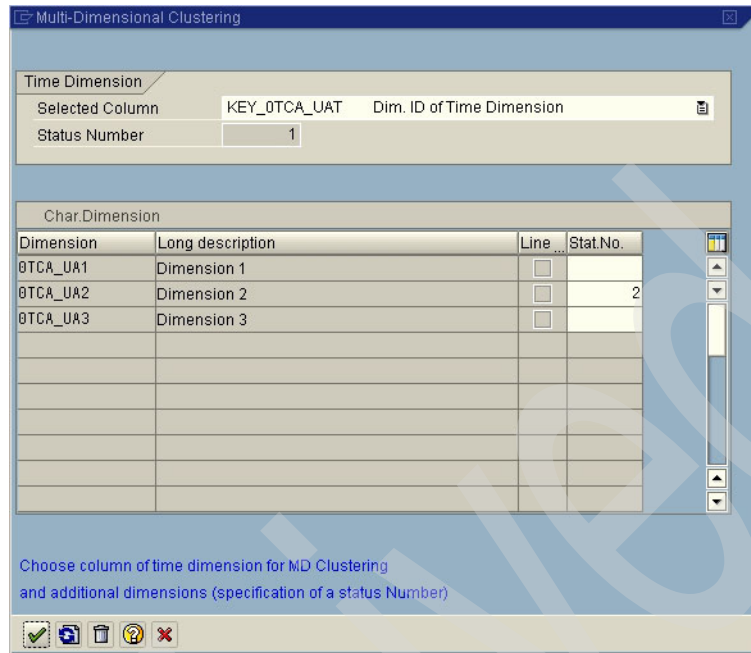 Multi-Dimensional Clustering
Time Dimension
Selected Column KEY_0TCA_UAT Dim. ID of Time Dimension
Status Number 1
Char.Dimension
Dimension Long description Line ... Stat.No.
0TCA_UA1 Dimension 1
0TCA_UA2 Dimension 2 2
0TCA_UA3 Dimension 3
Choose column of time dimension for MD Clustering
and additional dimensions (specification of a status Number)